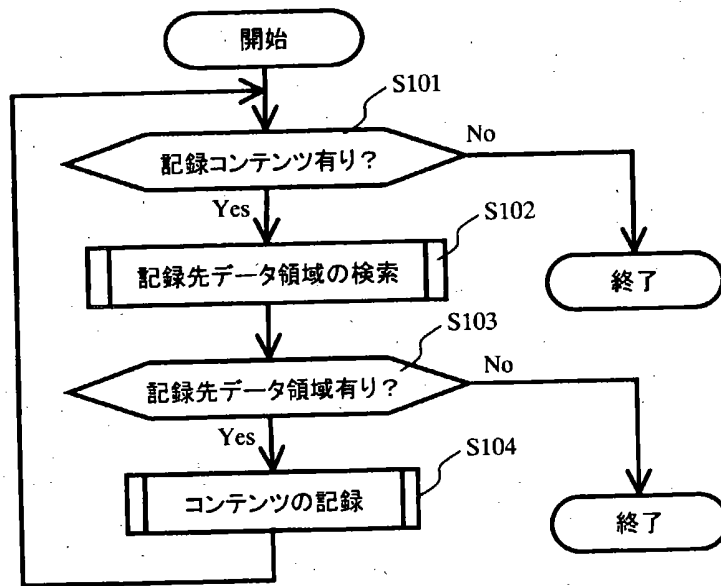 開始
S101
記録コンテンツ有り？
No
Yes
S102
記録先データ領域の検索
終了
S103
記録先データ領域有り？
No
Yes
S104
コンテンツの記録
終了